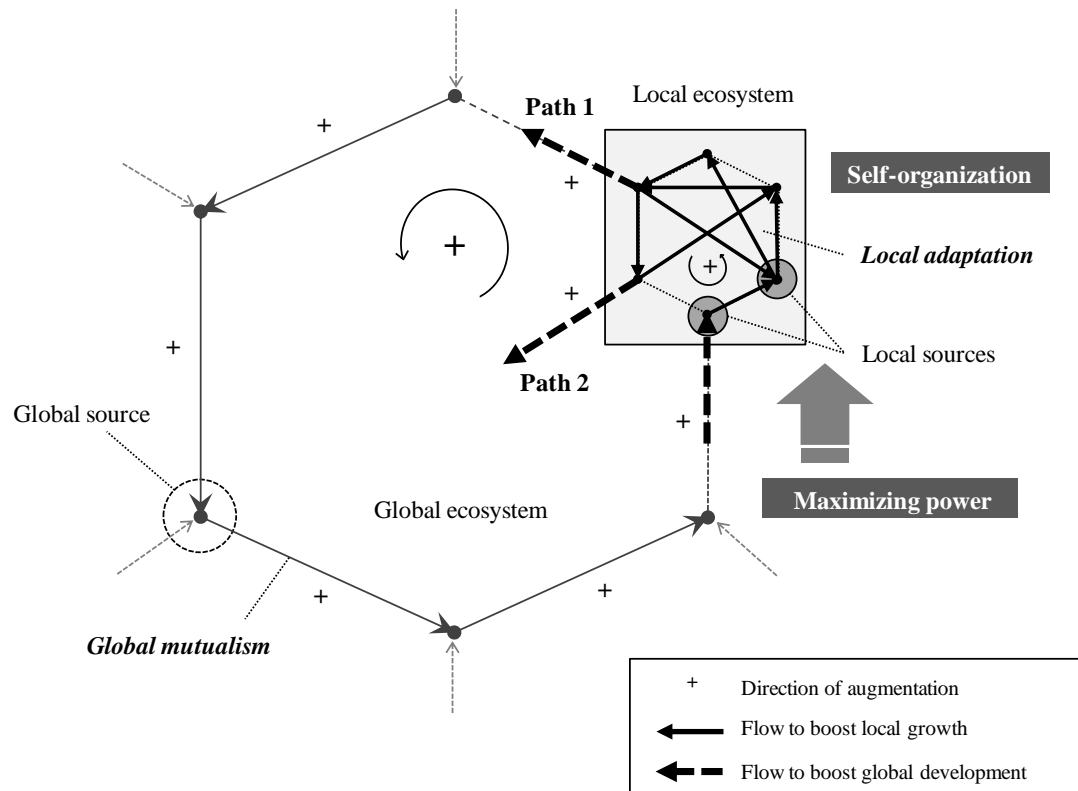 Local ecosystem
Path 1
+
+
Self-organization
+
Local adaptation
+
+
Local sources
+
Path 2
Global source
+
Maximizing power
Global ecosystem
+
+
Global mutualism
+ Direction of augmentation
Flow to boost local growth
Flow to boost global development